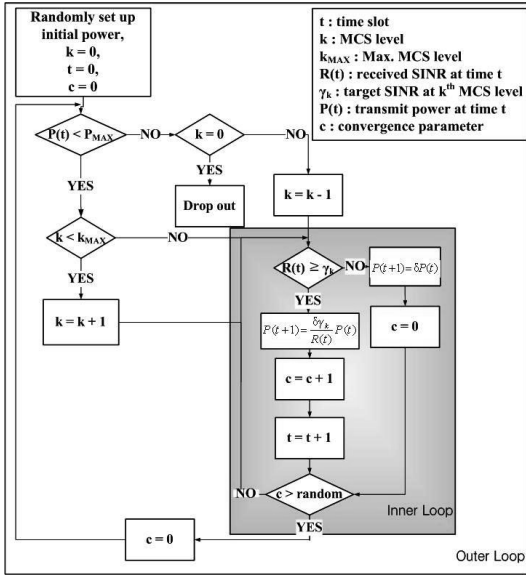 Randomly set up
initial power,
k = 0,
t = 0,
c = 0
t : time slot
k : MCS level
kMAX : Max. MCS level
R(t) : received SINR at time t
γk : target SINR at kth MCS level
P(t) : transmit power at time t
c : convergence parameter
P(t) < PMAX
NO
k = 0
NO
YES
YES
Drop out
k = k - 1
k < kMAX
NO
YES
k = k + 1
R(t) ≥ γk
NO
P(t+1) = δP(t)
YES
P(t+1) = δγk/R(t) P(t)
c = 0
c = c + 1
t = t + 1
NO
c > random
Inner Loop
YES
c = 0
Outer Loop